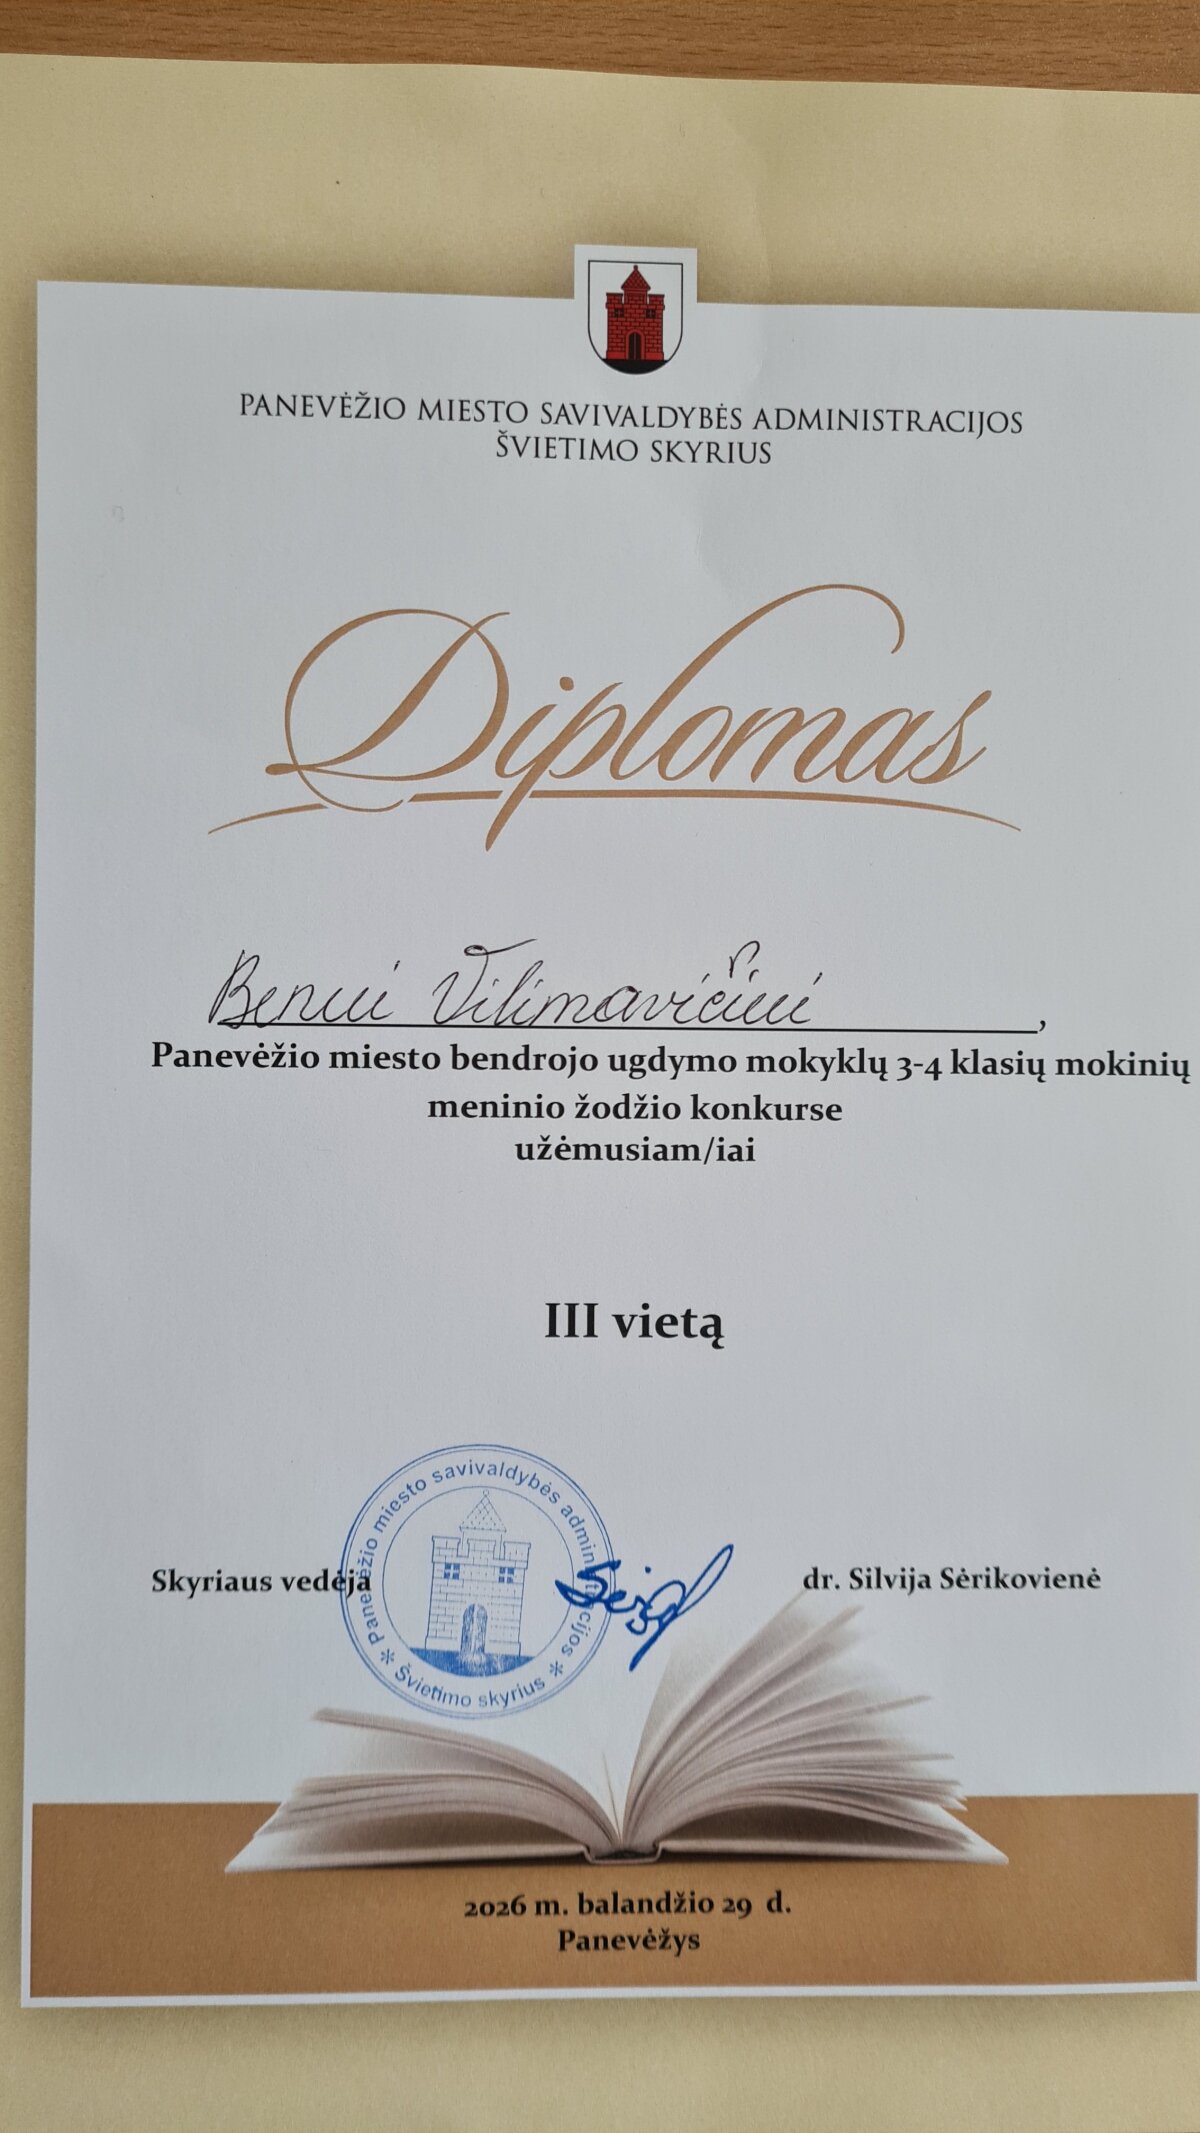 PANEVĖŽIO MIESTO SAVIVALDYBĖS ADMINISTRACIJOS
ŠVIETIMO SKYRIUS
Diplomas
Benui Vilimavičiui,
Panevėžio miesto bendrojo ugdymo mokyklų 3-4 klasių mokinių
meninio žodžio konkurse
užėmusiam/iai
III vietą
Skyriaus vedėja
Panevėžio miesto savivaldybės administracijos
* Švietimo skyrius *
dr. Silvija Sėrikovienė
2026 m. balandžio 29 d.
Panevėžys